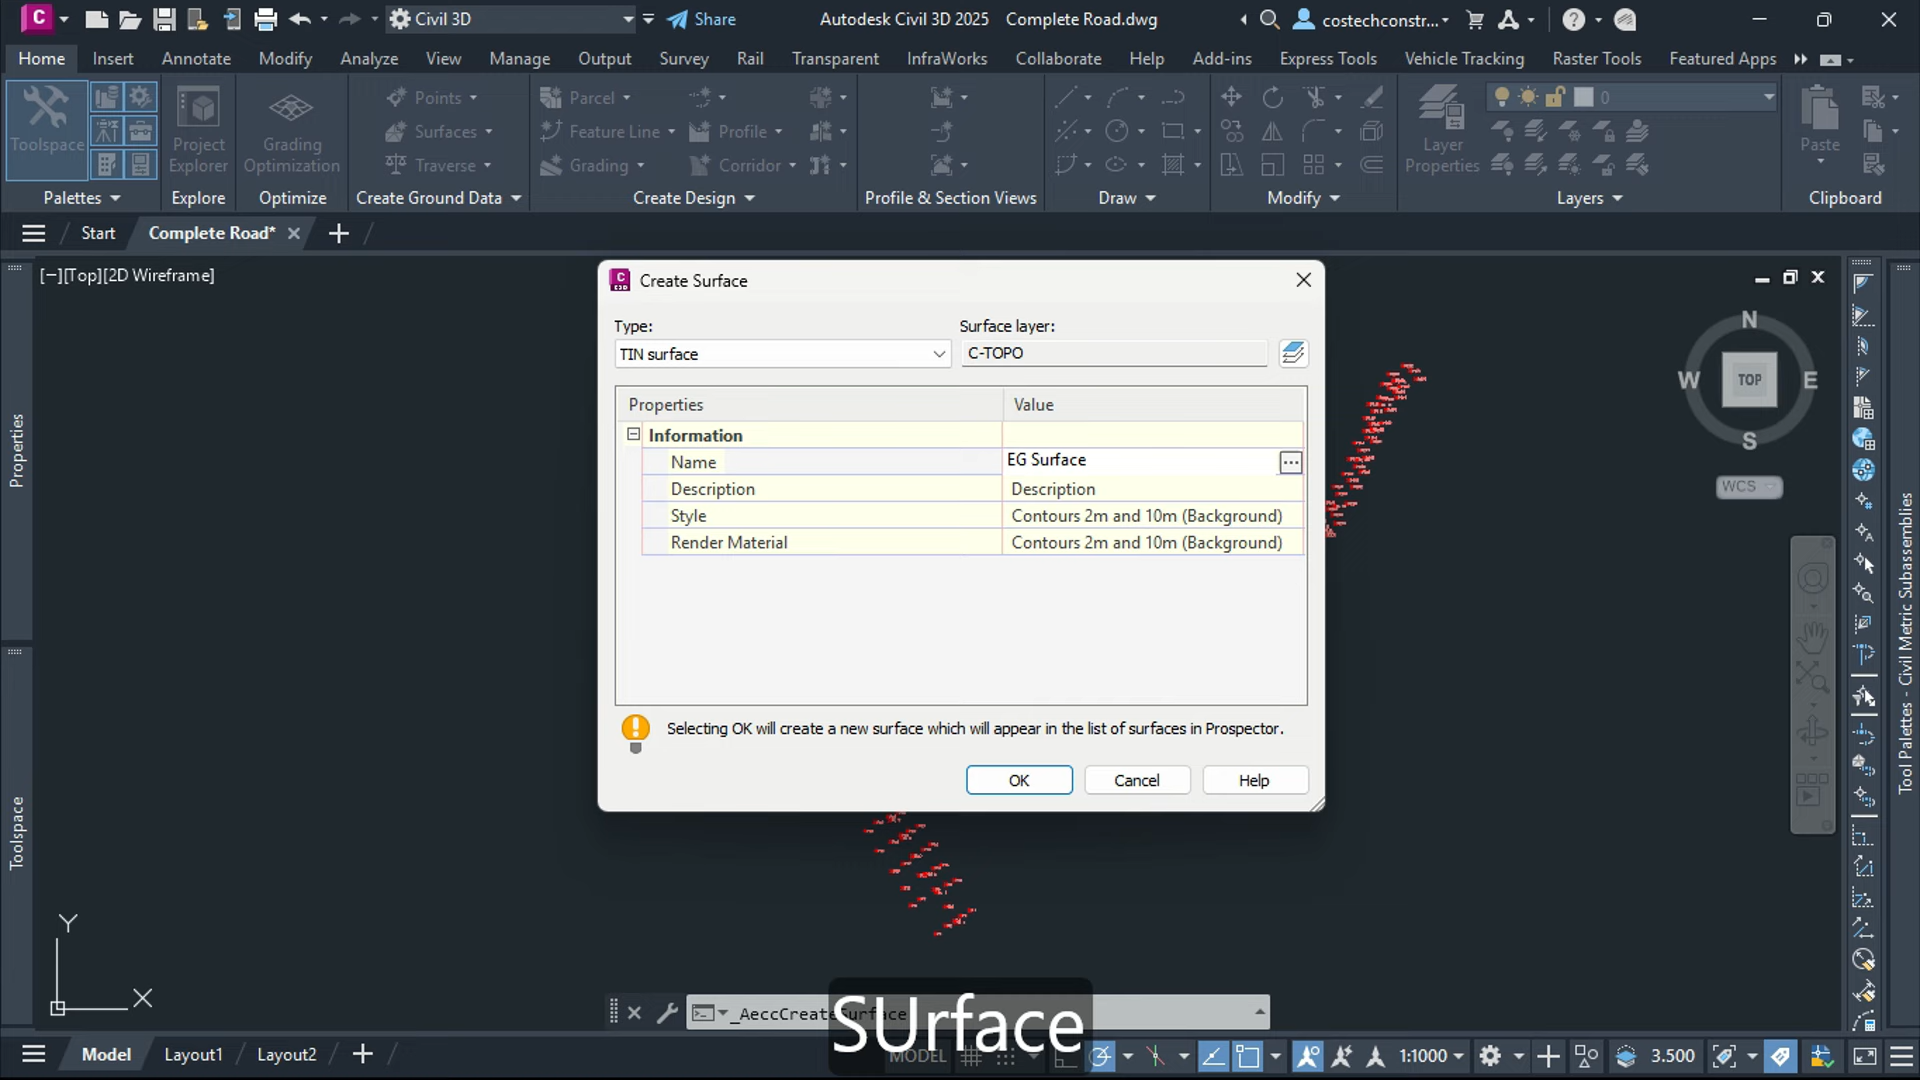 Civil 3D
Share
Autodesk Civil 3D 2025 Complete Road.dwg
costechconstr...
Home Insert Annotate Modify Analyze View Manage Output Survey Rail Transparent InfraWorks Collaborate Help Add-ins Express Tools Vehicle Tracking Raster Tools Featured Apps
Points Parcel 0
Toolspace Project Explorer Grading Optimization Surfaces Feature Line Profile Layer Properties Paste
Traverse Grading Corridor
Palettes Explore Optimize Create Ground Data Create Design Profile & Section Views Draw Modify Layers Clipboard
Start Complete Road*
[−][Top][2D Wireframe]
Create Surface
Type: Surface layer:
TIN surface C-TOPO
Properties Value
Information
Name EG Surface ...
Description Description
Style Contours 2m and 10m (Background)
Render Material Contours 2m and 10m (Background)
Selecting OK will create a new surface which will appear in the list of surfaces in Prospector.
OK Cancel Help
N
W TOP E
S
WCS
Properties
Toolspace
Tool Palettes - Civil Metric Subassemblies
Y
X
_AeccCreateSurface
SUrface
Model Layout1 Layout2
MODEL 1:1000 3.500